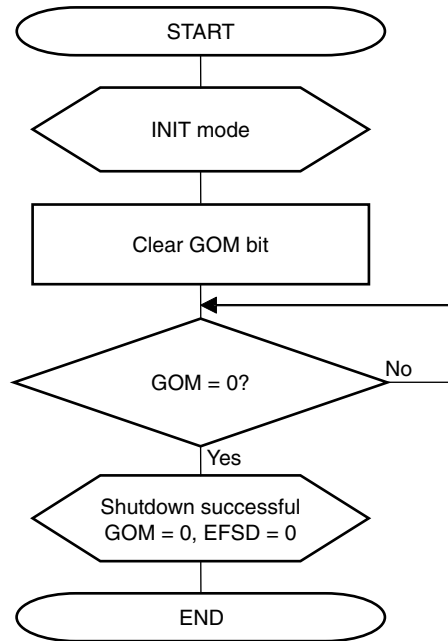 START
INIT mode
Clear GOM bit
GOM = 0?
No
Yes
Shutdown successful
GOM = 0, EFSD = 0
END